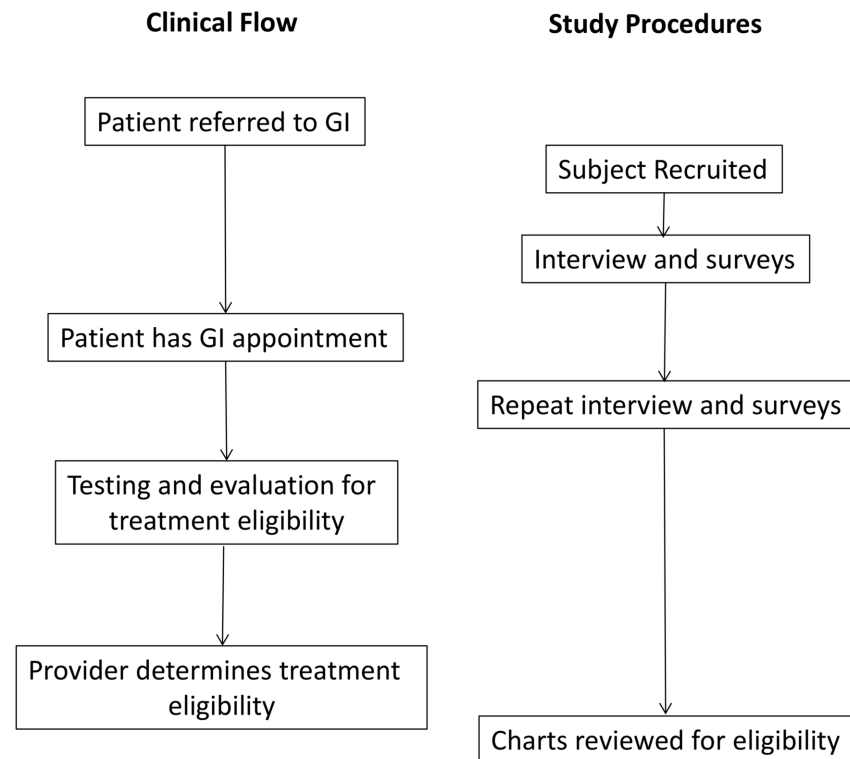 Clinical Flow
Patient referred to GI
Patient has GI appointment
Testing and evaluation for
treatment eligibility
Provider determines treatment
eligibility
Study Procedures
Subject Recruited
Interview and surveys
Repeat interview and surveys
Charts reviewed for eligibility